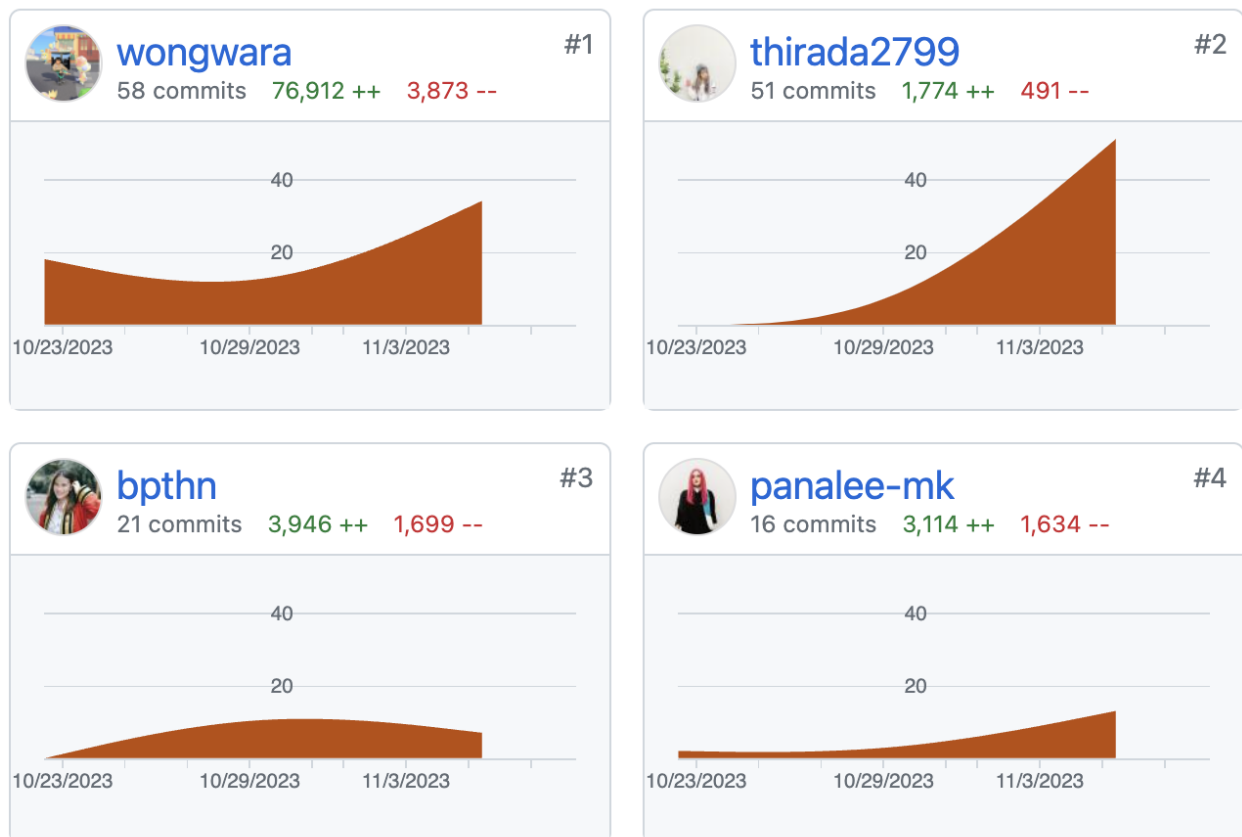 wongwara #1
58 commits 76,912 ++ 3,873 --
40
20
10/23/2023 10/29/2023 11/3/2023
thirada2799 #2
51 commits 1,774 ++ 491 --
40
20
10/23/2023 10/29/2023 11/3/2023
bpthn #3
21 commits 3,946 ++ 1,699 --
40
20
10/23/2023 10/29/2023 11/3/2023
panalee-mk #4
16 commits 3,114 ++ 1,634 --
40
20
10/23/2023 10/29/2023 11/3/2023